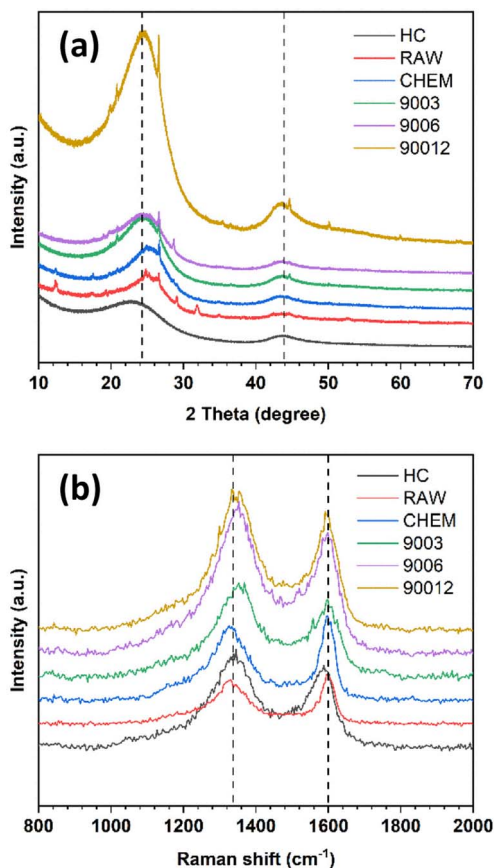 (a)
HC
RAW
CHEM
9003
9006
90012
Intensity (a.u.)
10 20 30 40 50 60 70
2 Theta (degree)
(b)
HC
RAW
CHEM
9003
9006
90012
Intensity (a.u.)
800 1000 1200 1400 1600 1800 2000
Raman shift (cm⁻¹)